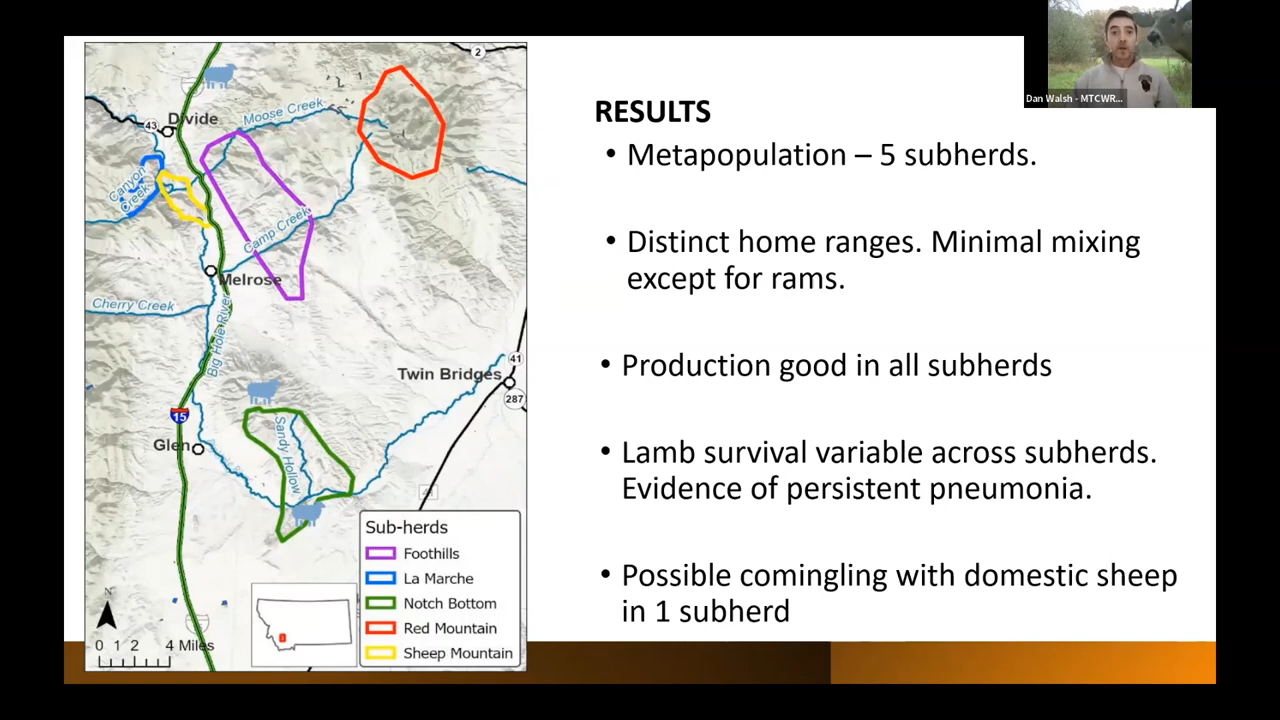 Dan Walsh - MTCWR...
RESULTS
• Metapopulation – 5 subherds.
• Distinct home ranges. Minimal mixing
except for rams.
• Production good in all subherds
• Lamb survival variable across subherds.
Evidence of persistent pneumonia.
• Possible comingling with domestic sheep
in 1 subherd
2
43
Divide
Moose Creek
Canyon
Creek
Camp Creek
Melrose
Cherry Creek
Big Hole River
Twin Bridges
41
287
15
Glen
Sandy Hollow
41
Sub-herds
Foothills
La Marche
Notch Bottom
Red Mountain
Sheep Mountain
N
0 1 2 4 Miles